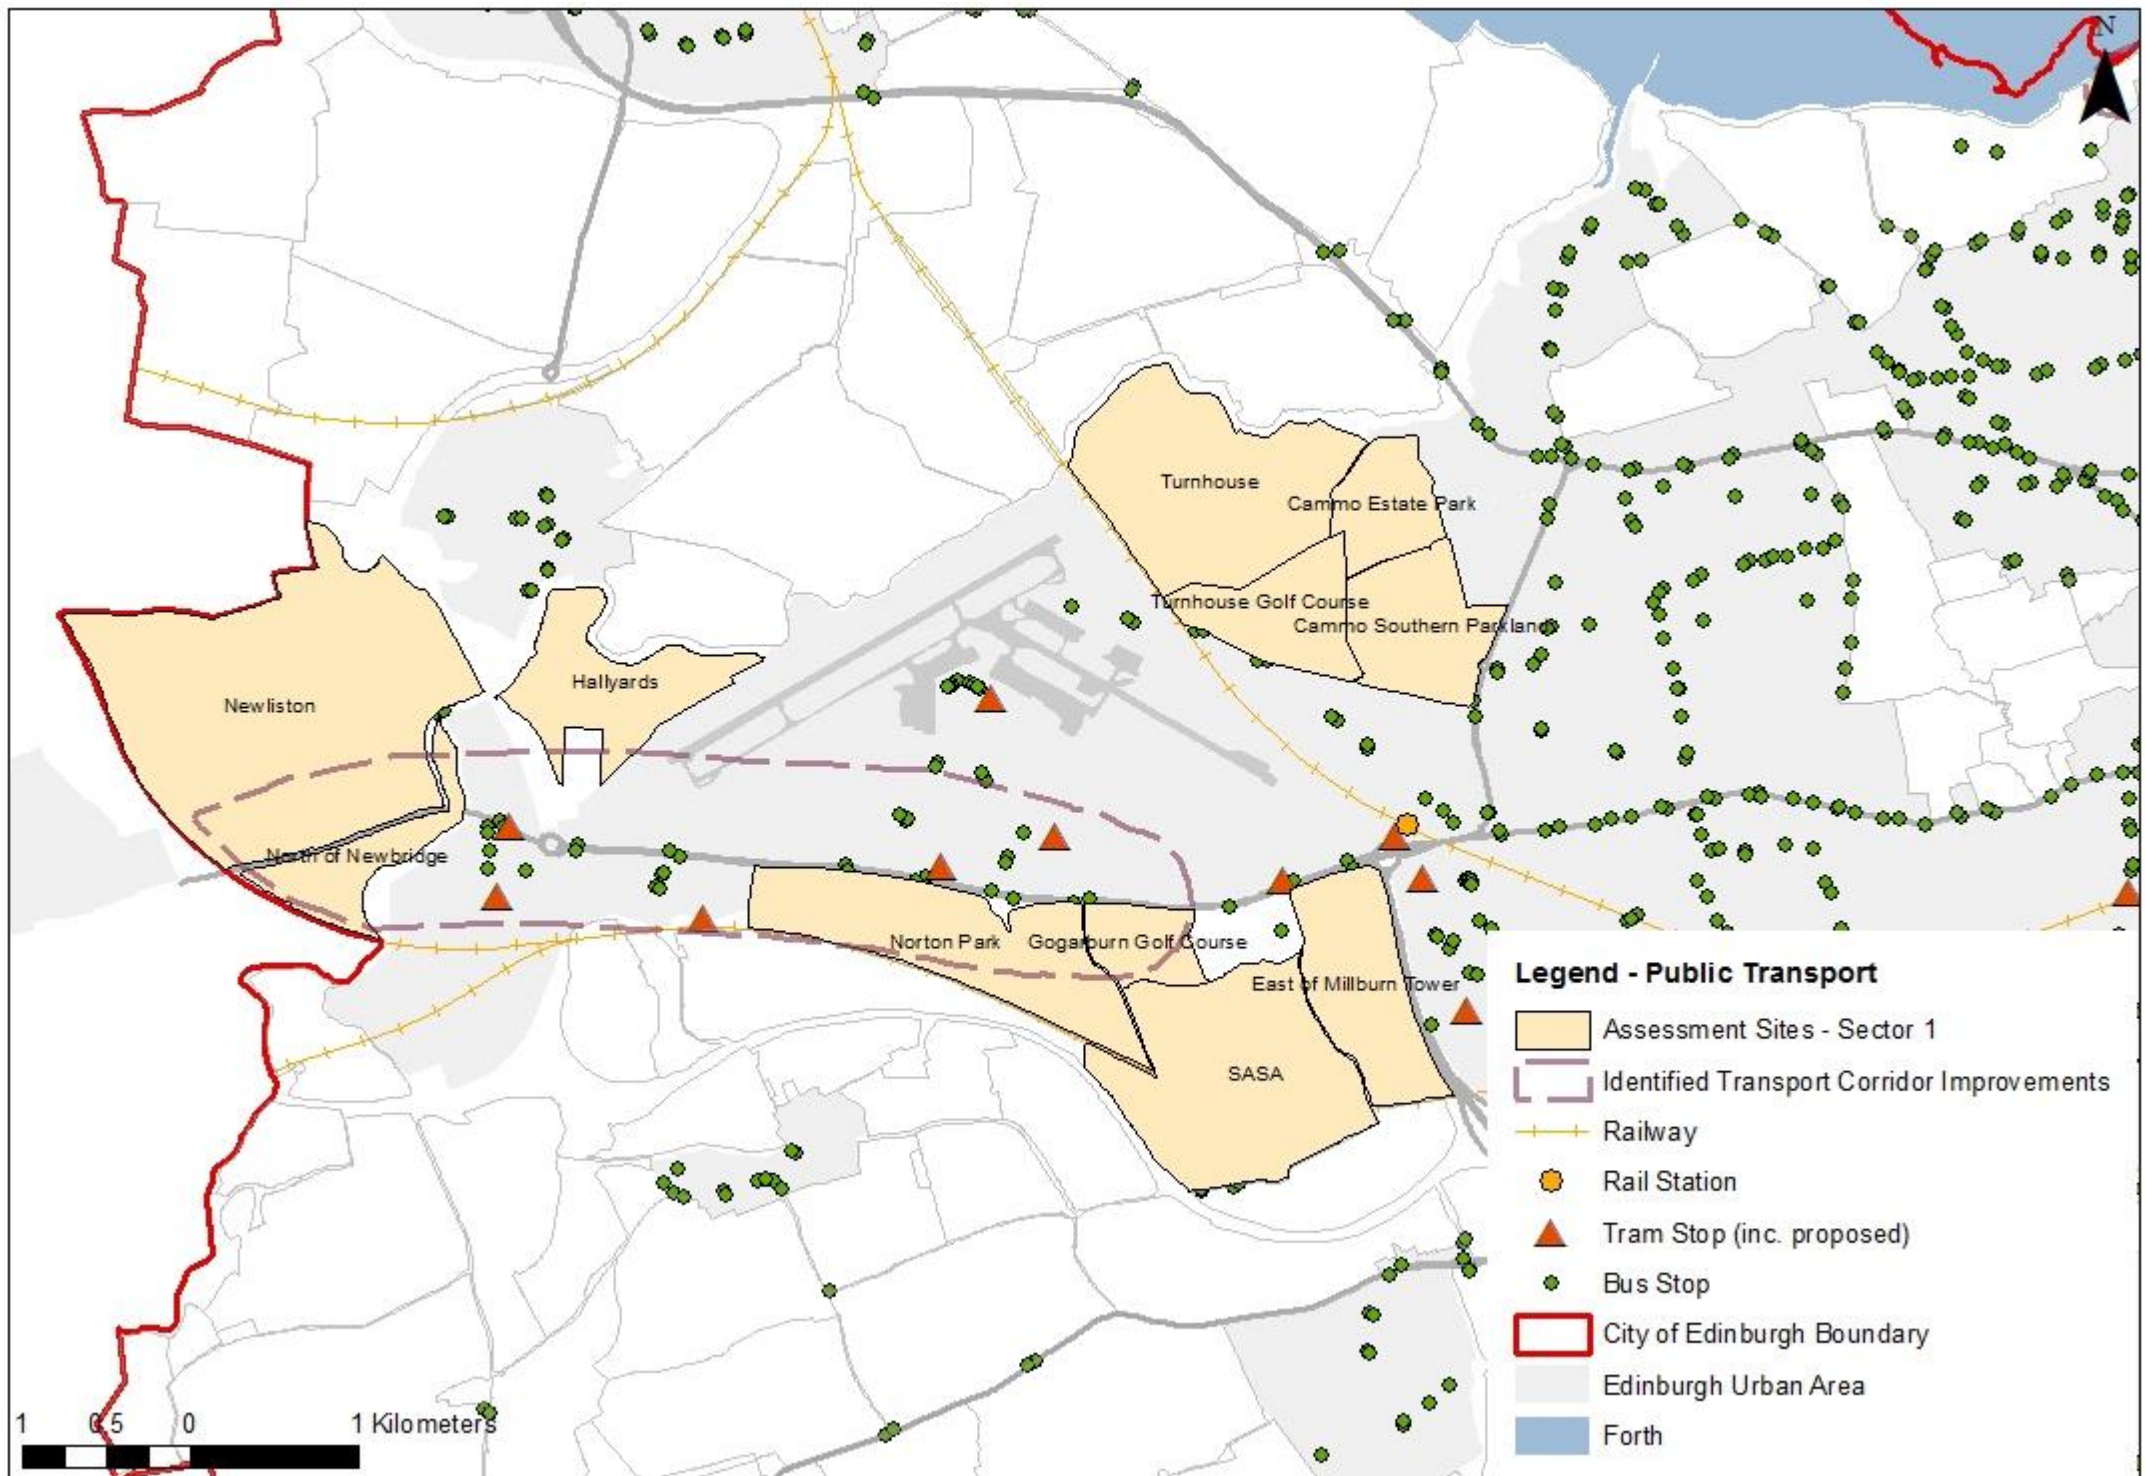 N
Turnhouse
Cammo Estate Park
Turnhouse Golf Course
Cammo Southern Parkland
Hallyards
Newliston
North of Newbridge
Norton Park
Gogarburn Golf Course
East of Millburn Tower
SASA
Legend - Public Transport
Assessment Sites - Sector 1
Identified Transport Corridor Improvements
Railway
Rail Station
Tram Stop (inc. proposed)
Bus Stop
City of Edinburgh Boundary
Edinburgh Urban Area
Forth
1 0.5 0 1 Kilometers